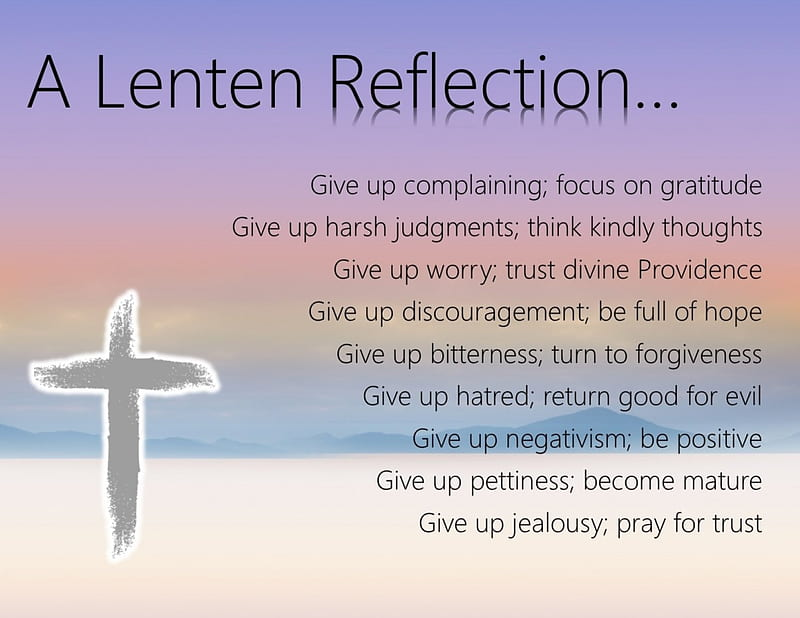 A Lenten Reflection...
Give up complaining; focus on gratitude
Give up harsh judgments; think kindly thoughts
Give up worry; trust divine Providence
Give up discouragement; be full of hope
Give up bitterness; turn to forgiveness
Give up hatred; return good for evil
Give up negativism; be positive
Give up pettiness; become mature
Give up jealousy; pray for trust